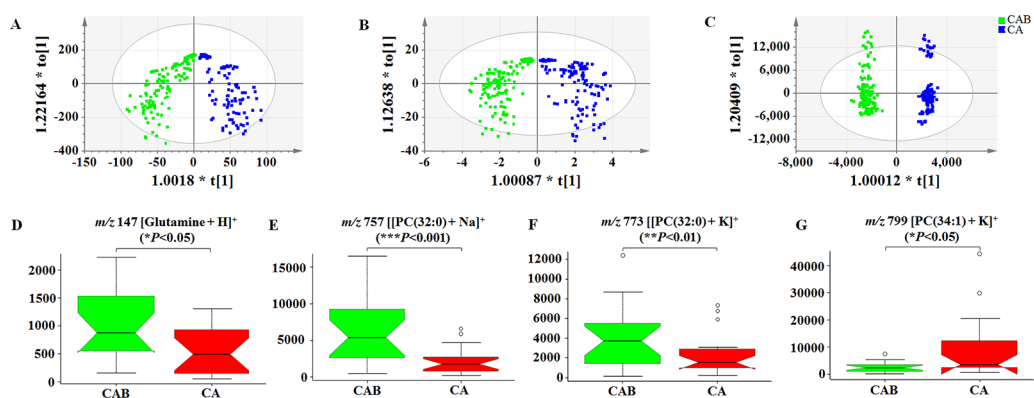 A
B
C
CAB
CA
1.22164 * to[1]
200
0
-200
-400
-150
-100
-50
0
50
100
1.0018 * t[1]
1.12638 * to[1]
20
0
-20
-40
-6
-4
-2
0
2
4
1.00087 * t[1]
1.20409 * to[1]
12,000
6,000
0
-6,000
-12,000
-8,000
-4,000
0
4,000
1.00012 * t[1]
D
m/z 147 [Glutamine + H]+
(*P<0.05)
2000
1500
1000
500
0
CAB
CA
E
m/z 757 [[PC(32:0) + Na]+
(***P<0.001)
15000
10000
5000
0
CAB
CA
F
m/z 773 [[PC(32:0) + K]+
(**P<0.01)
12000
10000
8000
6000
4000
2000
0
CAB
CA
G
m/z 799 [PC(34:1) + K]+
(*P<0.05)
40000
30000
20000
10000
0
CAB
CA